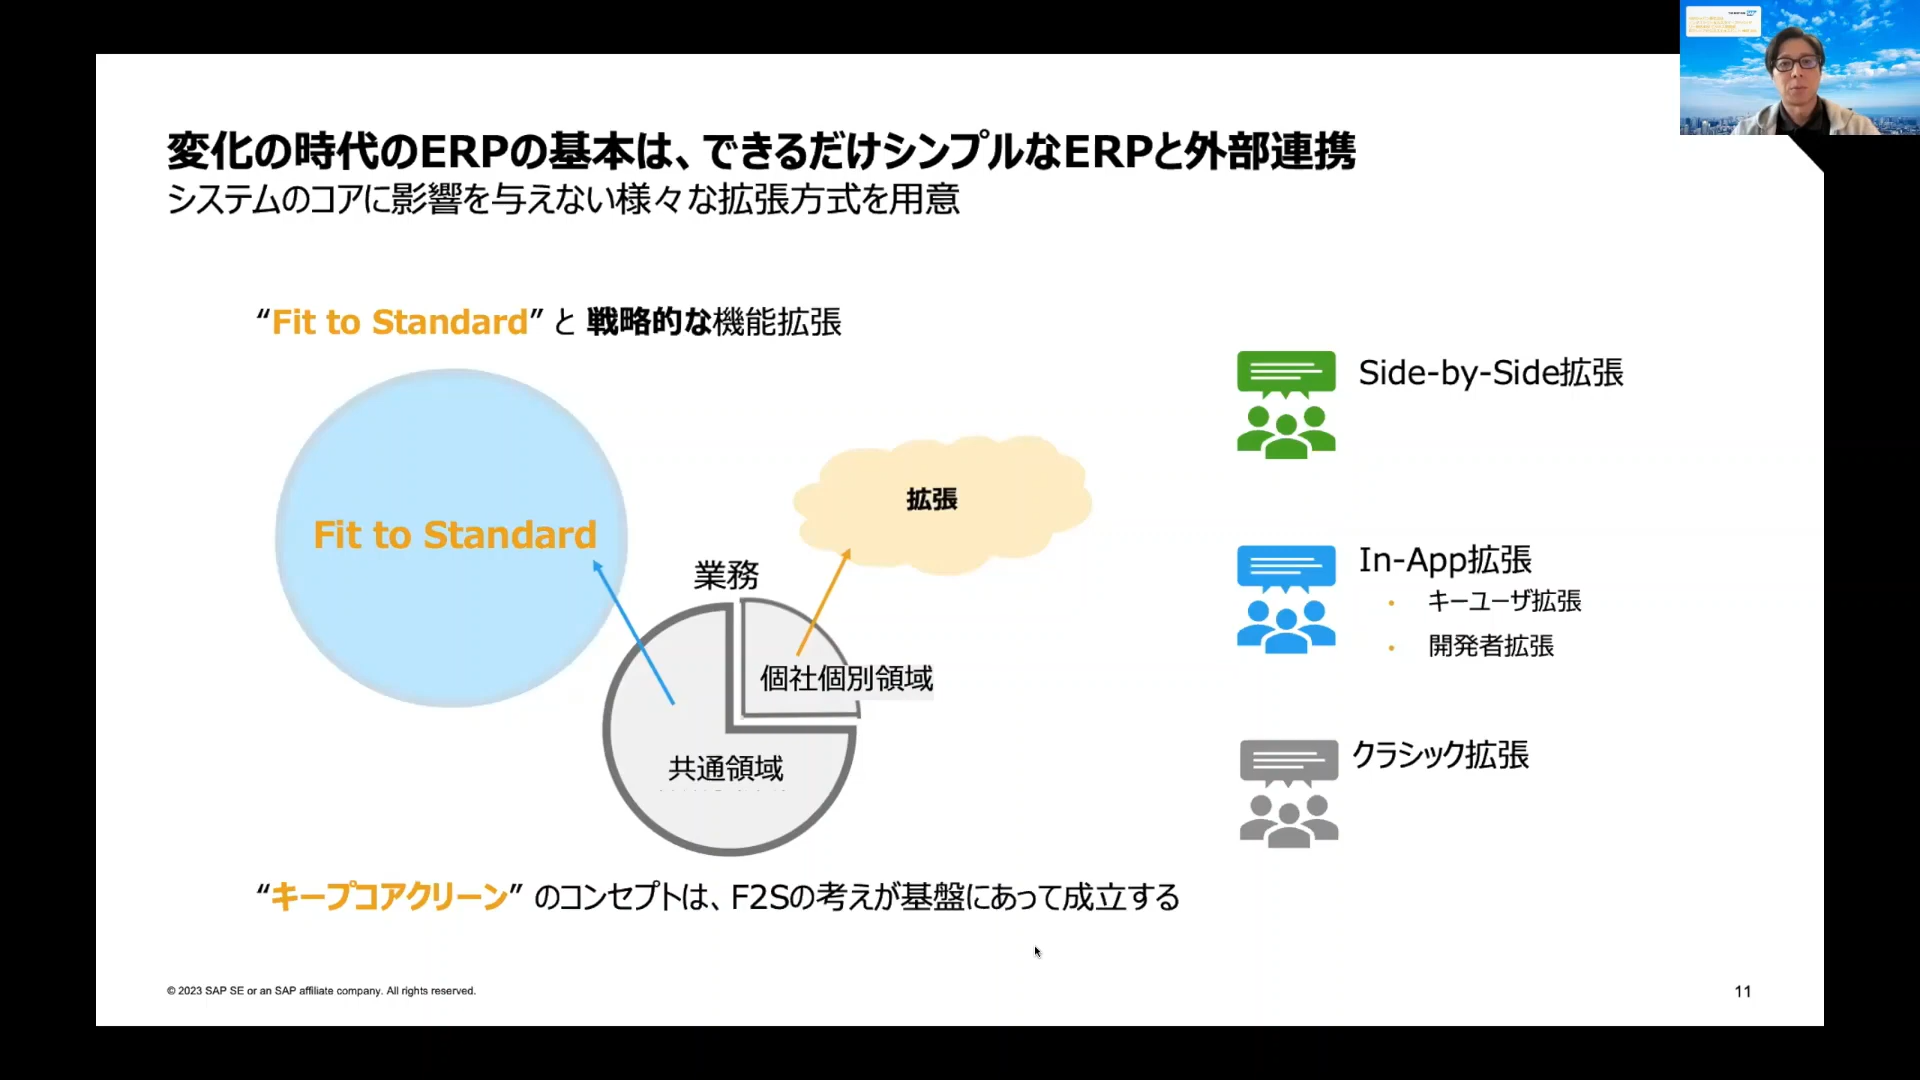 変化の時代のERPの基本は、できるだけシンプルなERPと外部連携
システムのコアに影響を与えない様々な拡張方式を用意
“Fit to Standard” と 戦略的な機能拡張
Fit to Standard
拡張
業務
個社個別領域
共通領域
Side-by-Side拡張
In-App拡張
• キーユーザ拡張
• 開発者拡張
クラシック拡張
“キープコアクリーン” のコンセプトは、F2Sの考えが基盤にあって成立する
© 2023 SAP SE or an SAP affiliate company. All rights reserved.
11